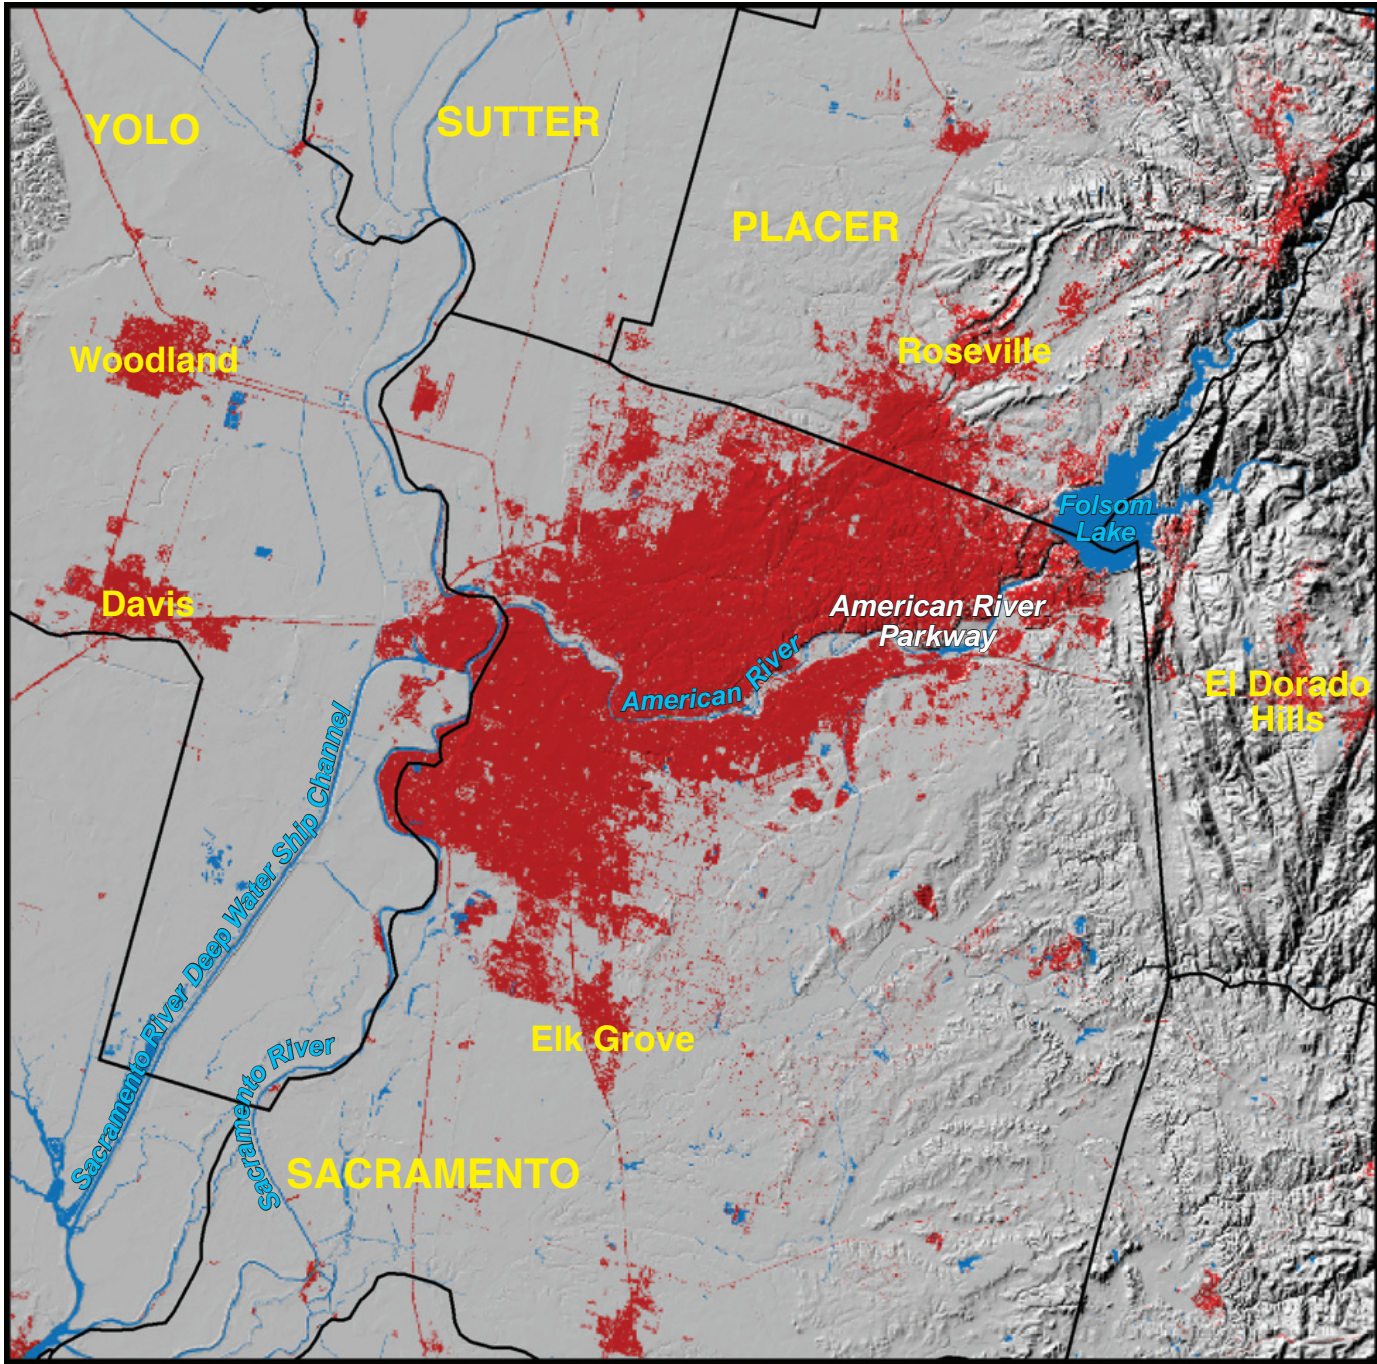 YOLO
SUTTER
PLACER
Woodland
Roseville
Folsom
Lake
Davis
American River
Parkway
American River
El Dorado
Hills
Sacramento River Deep Water Ship Channel
Elk Grove
Sacramento River
SACRAMENTO